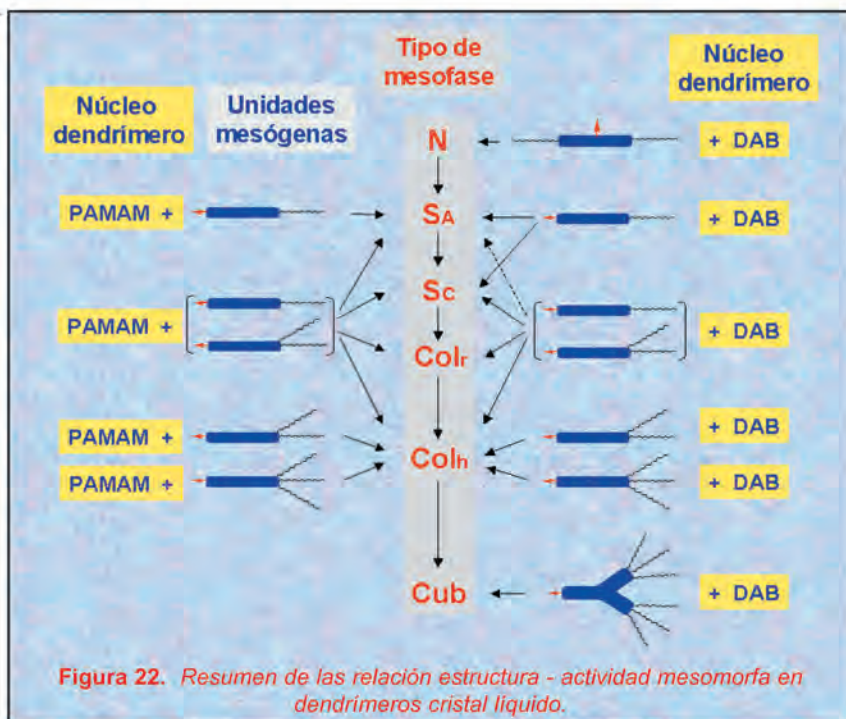 Tipo de
mesofase
Núcleo
dendrímero
Unidades
mesógenas
Núcleo
dendrímero
N
+ DAB
PAMAM +
SA
+ DAB
SC
PAMAM +
+ DAB
Colr
PAMAM +
+ DAB
Colh
PAMAM +
+ DAB
Cub
+ DAB
Figura 22. Resumen de las relación estructura - actividad mesomorfa en
dendrímeros cristal líquido.